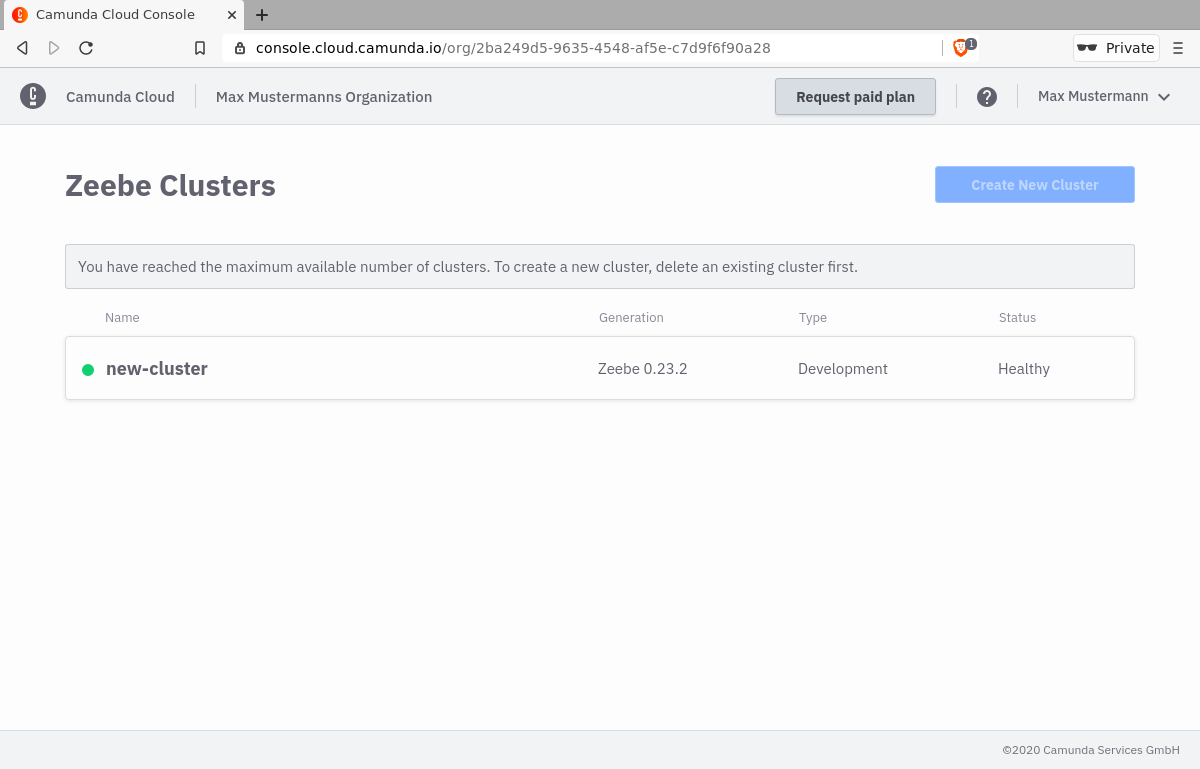 Camunda Cloud Console
console.cloud.camunda.io/org/2ba249d5-9635-4548-af5e-c7d9f6f90a28
1
Private
Camunda Cloud
Max Mustermanns Organization
Request paid plan
?
Max Mustermann
Zeebe Clusters
Create New Cluster
You have reached the maximum available number of clusters. To create a new cluster, delete an existing cluster first.
Name Generation Type Status
new-cluster Zeebe 0.23.2 Development Healthy
©2020 Camunda Services GmbH